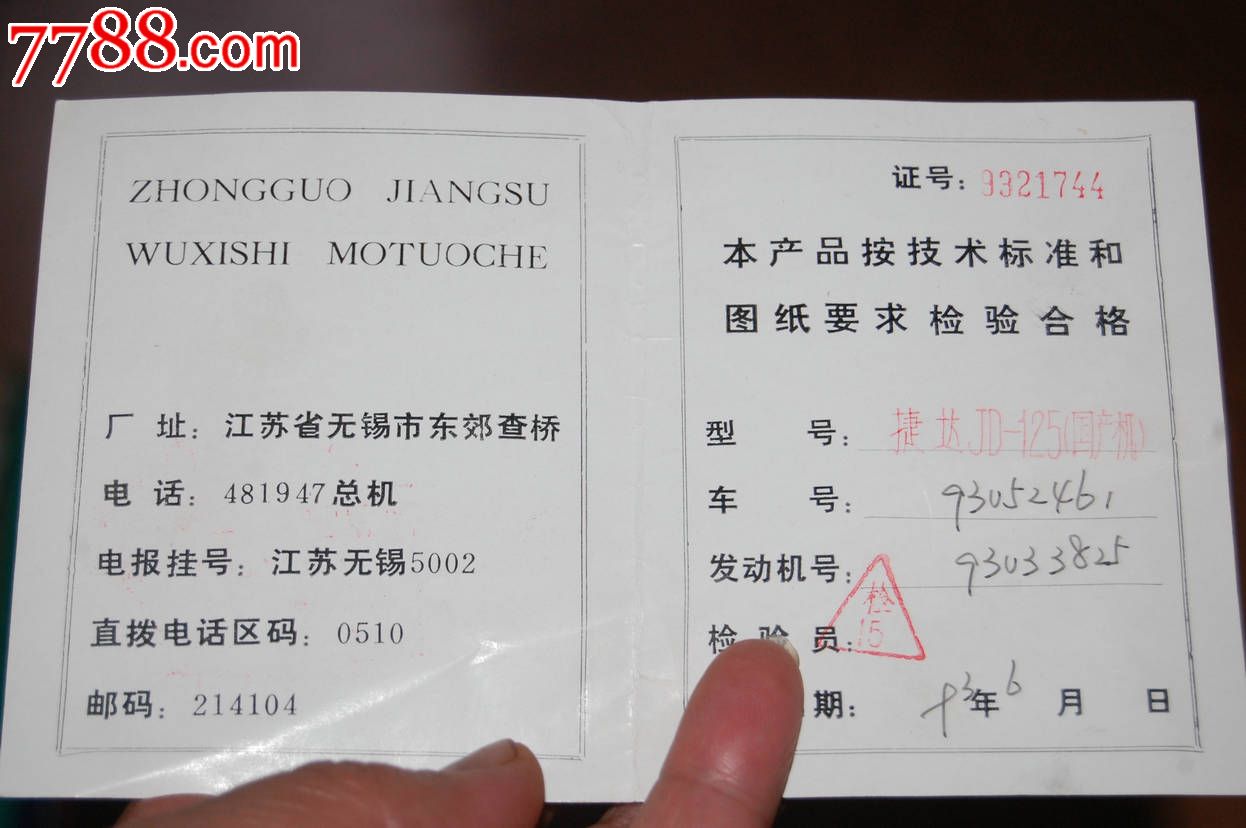 7788.com
ZHONGGUO JIANGSU
WUXISHI MOTUOCHE
厂 址：江苏省无锡市东郊查桥
电 话：481947总机
电报挂号：江苏无锡5002
直拨电话区码：0510
邮码：214104
证号：9321744
本产品按技术标准和
图纸要求检验合格
型 号：捷达JD-125(国产机)
车 号：93052461
发动机号：93033825
检验员：检15
期：93年6月 日